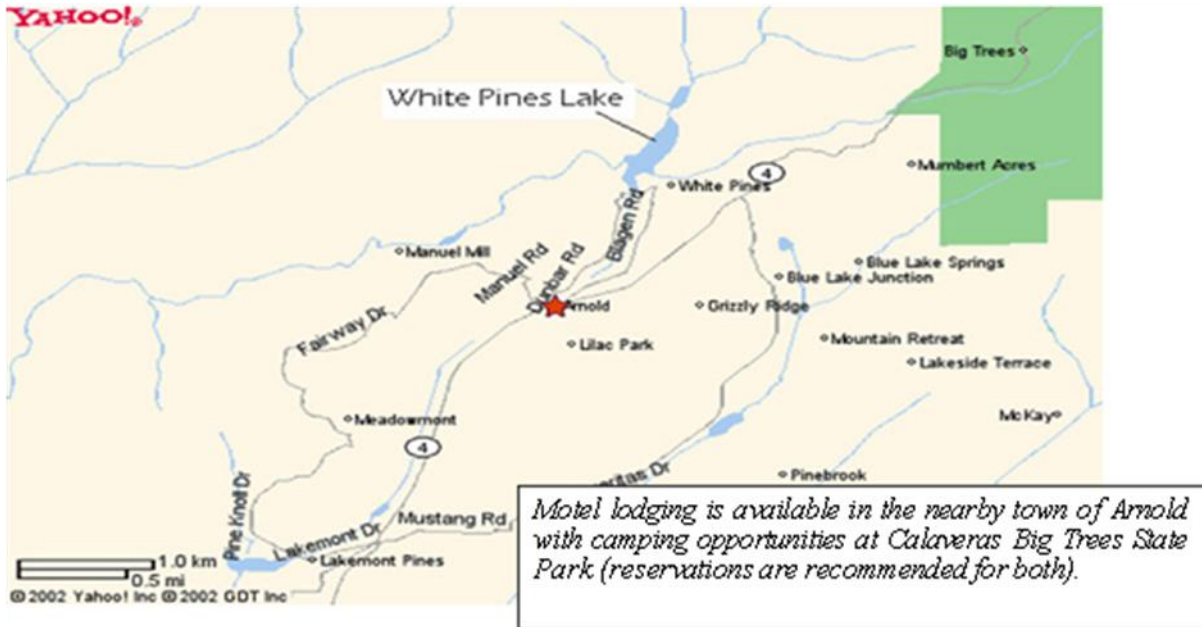 YAHOO!®
Big Trees
White Pines Lake
4
Mumbert Acres
White Pines
Blagen Rd
Manuel Mill
Manuel Rd
Dunbar Rd
Blue Lake Springs
Blue Lake Junction
Arnold
Grizzly Ridge
Fairway Dr
Lilac Park
Mountain Retreat
Lakeside Terrace
Meadowmont
McKay
4
Pinebrook
Pine Knoll Dr
Mustang Rd
Lakemont Dr
Lakemont Pines
1.0 km
0.5 mi
© 2002 Yahoo! Inc © 2002 GDT Inc
Motel lodging is available in the nearby town of Arnold
with camping opportunities at Calaveras Big Trees State
Park (reservations are recommended for both).